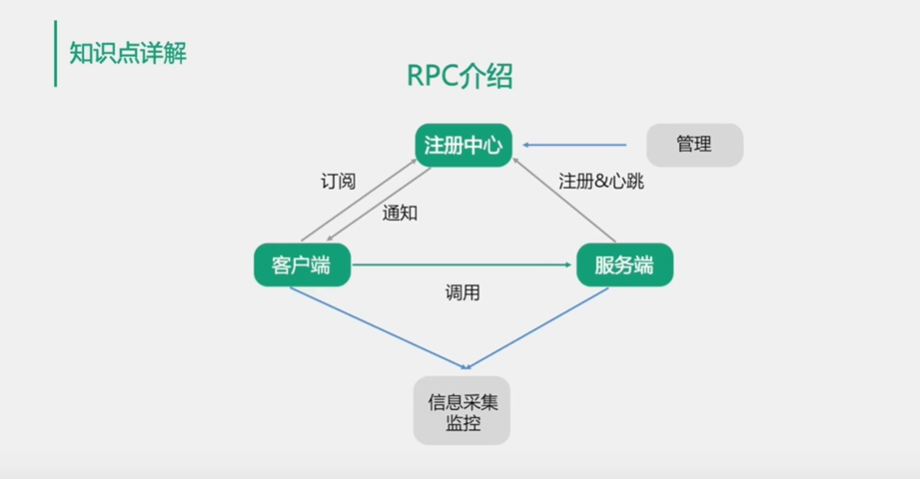 知识点详解
RPC介绍
注册中心
管理
订阅
注册&心跳
通知
客户端
服务端
调用
信息采集
监控